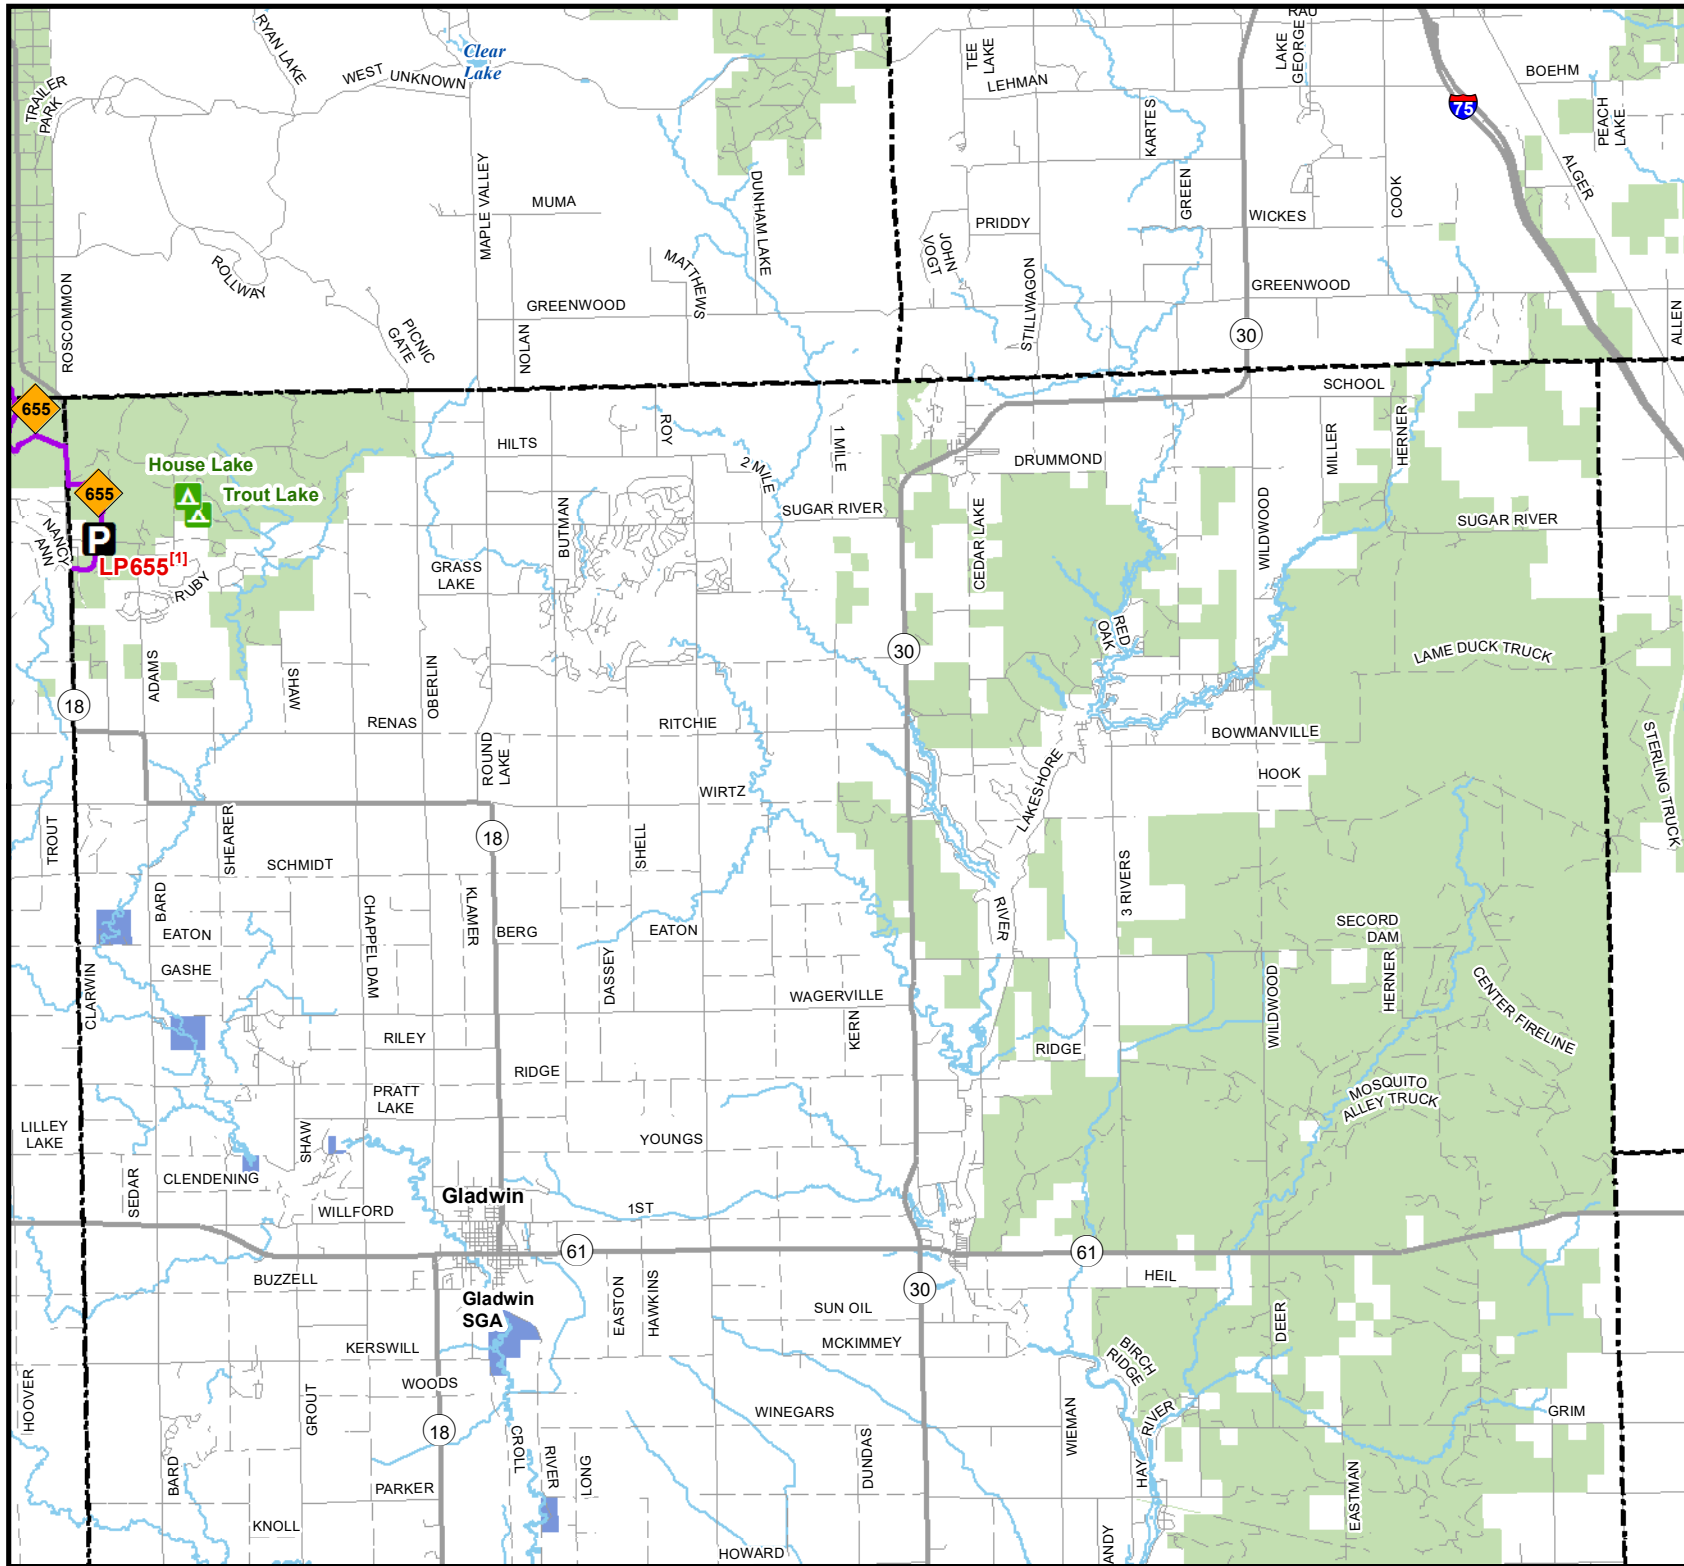 RYAN LAKE
Clear
Lake
WEST
UNKNOWN
TRAILER
PARK
TEE
LAKE
LEHMAN
LAKE
GEORGE
RAU
75
BOEHM
PEACH
LAKE
KARTES
ALGER
MAPLE VALLEY
MUMA
DUNHAM LAKE
GREEN
COOK
PRIDDY
WICKES
JOHN
VOGT
STILLWAGON
ROLLWAY
MATTHEWS
GREENWOOD
GREENWOOD
ROSCOMMON
PICNIC
GATE
NOLAN
30
ALLEN
655
SCHOOL
HILTS
ROY
1 MILE
2 MILE
DRUMMOND
MILLER
HERNER
House Lake
Trout Lake
655
SUGAR RIVER
CEDAR LAKE
WILDWOOD
SUGAR RIVER
NANCY
ANN
P
LP655[1]
RUBY
BUTMAN
GRASS
LAKE
RED
OAK
30
LAME DUCK TRUCK
18
ADAMS
SHAW
OBERLIN
RENAS
RITCHIE
BOWMANVILLE
ROUND
LAKE
STERLING TRUCK
HOOK
WIRTZ
LAKESHORE
TROUT
SHEARER
18
SHELL
SCHMIDT
3 RIVERS
BARD
CHAPPEL DAM
KLAMER
EATON
BERG
EATON
RIVER
SECORD
DAM
GASHE
CLARWIN
DASSEY
WAGERVILLE
WILDWOOD
HERNER
CENTER FIRELINE
KERN
RILEY
RIDGE
RIDGE
PRATT
LAKE
MOSQUITO
ALLEY TRUCK
LILLEY
LAKE
SHAW
YOUNGS
SEDAR
CLENDENING
Gladwin
WILLFORD
1ST
61
61
BUZZELL
HEIL
EASTON
HAWKINS
30
Gladwin
SGA
SUN OIL
DEER
KERSWILL
MCKIMMEY
BIRCH
RIDGE
HOOVER
WOODS
GROUT
WINEGARS
WIEMAN
RIVER
GRIM
18
CROLL
RIVER
LONG
DUNDAS
HAY
BARD
PARKER
EASTMAN
KNOLL
HOWARD
ANDY